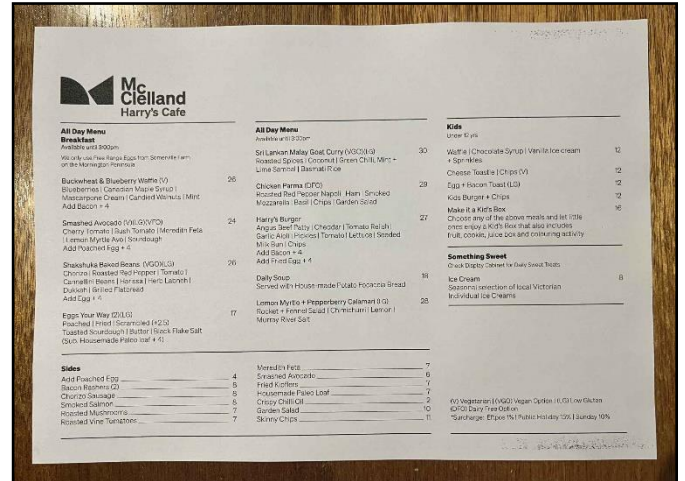 Mc
Clelland
Harry's Cafe
All Day Menu
Breakfast
Available until 3:00pm
We only use Free Range Eggs from Somerville Farm
on the Mornington Peninsula
Buckwheat & Blueberry Waffle (V) 26
Blueberries | Canadian Maple Syrup |
Mascarpone Cream | Candied Walnuts | Mint
Add Bacon + 4
Smashed Avocado (V)(LG)(VFO) 24
Cherry Tomato | Bush Tomato | Meredith Feta
| Lemon Myrtle Avo | Sourdough
Add Poached Egg + 4
Shakshuka Baked Beans (VGO) 26
Chorizo | Roasted Red Pepper | Tomato |
Cannellini Beans | Harissa | Herb Labneh |
Dukkah | Grilled Flatbread
Add Egg + 4
Eggs Your Way (2)(LG) 17
Poached | Fried | Scrambled (+2.5)
Toasted Sourdough | Butter | Black Flake Salt
(Sub. Housemade Paleo loaf + 4)
All Day Menu
Available until 3:00pm
Sri Lankan Malay Goat Curry (VGO)(LG) 30
Roasted Spices | Coconut | Green Chilli, Mint +
Lime Sambal | Basmati Rice
Chicken Parma (DFO) 29
Roasted Red Pepper Napoli | Ham | Smoked
Mozzarella | Basil | Chips | Garden Salad
Harry's Burger 27
Angus Beef Patty | Cheddar | Tomato Relish |
Garlic Aioli | Pickles | Tomato | Lettuce | Seeded
Milk Bun | Chips
Add Bacon + 4
Add Fried Egg + 4
Daily Soup 18
Served with House-made Potato Focaccia Bread
Lemon Myrtle + Pepperberry Calamari (LG) 28
Rocket + Fennel Salad | Chimichurri | Lemon |
Murray River Salt
Kids
Under 12 yrs
Waffle | Chocolate Syrup | Vanilla Ice cream 12
+ Sprinkles
Cheese Toastie | Chips (V) 12
Egg + Bacon Toast (LG) 12
Kids Burger + Chips 12
Make it a Kid's Box 16
Choose any of the above meals and let little
ones enjoy a Kid's Box that also includes
fruit, cookie, juice box and colouring activity
Something Sweet
Check Display Cabinet for Daily Sweet Treats
Ice Cream 8
Seasonal selection of local Victorian
Individual Ice Creams
Sides
Add Poached Egg 4
Bacon Rashers (2) 8
Chorizo Sausage 8
Smoked Salmon 8
Roasted Mushrooms 7
Roasted Vine Tomatoes 7
Meredith Feta 7
Smashed Avocado 6
Fried Kipflers 7
Housemade Paleo Loaf 7
Crispy Chilli Oil 2
Garden Salad 10
Skinny Chips 11
(V) Vegetarian | (VGO) Vegan Option | (LG) Low Gluten
(DFO) Dairy Free Option
*Surcharge: Eftpos 1% | Public Holiday 15% | Sunday 10%